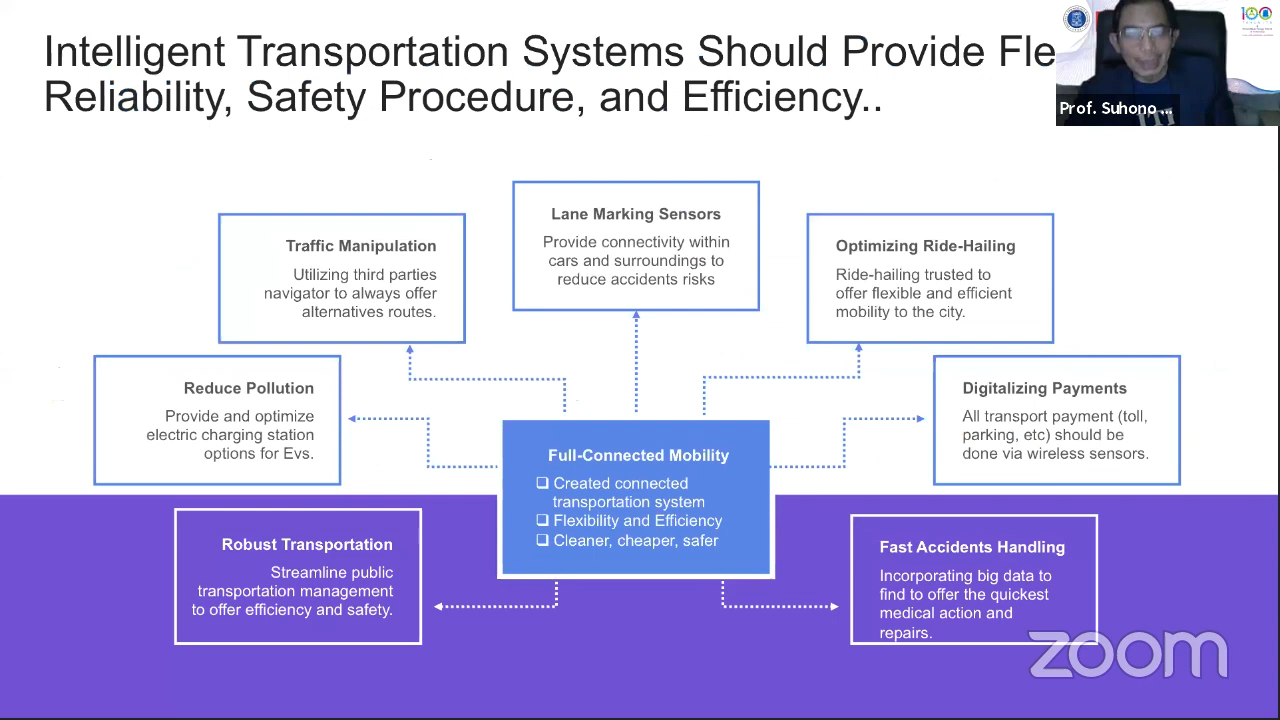 Intelligent Transportation Systems Should Provide Fle
Reliability, Safety Procedure, and Efficiency..
Prof. Suhono ...
100
Lane Marking Sensors
Provide connectivity within
cars and surroundings to
reduce accidents risks
Traffic Manipulation
Utilizing third parties
navigator to always offer
alternatives routes.
Optimizing Ride-Hailing
Ride-hailing trusted to
offer flexible and efficient
mobility to the city.
Reduce Pollution
Provide and optimize
electric charging station
options for Evs.
Digitalizing Payments
All transport payment (toll,
parking, etc) should be
done via wireless sensors.
Full-Connected Mobility
❑ Created connected
transportation system
❑ Flexibility and Efficiency
❑ Cleaner, cheaper, safer
Robust Transportation
Streamline public
transportation management
to offer efficiency and safety.
Fast Accidents Handling
Incorporating big data to
find to offer the quickest
medical action and
repairs.
zoom